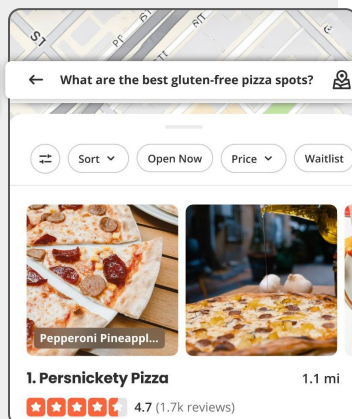 What are the best gluten-free pizza spots?
Sort
Open Now
Price
Waitlist
Pepperoni Pineappl...
1. Persnickety Pizza
1.1 mi
4.7 (1.7k reviews)